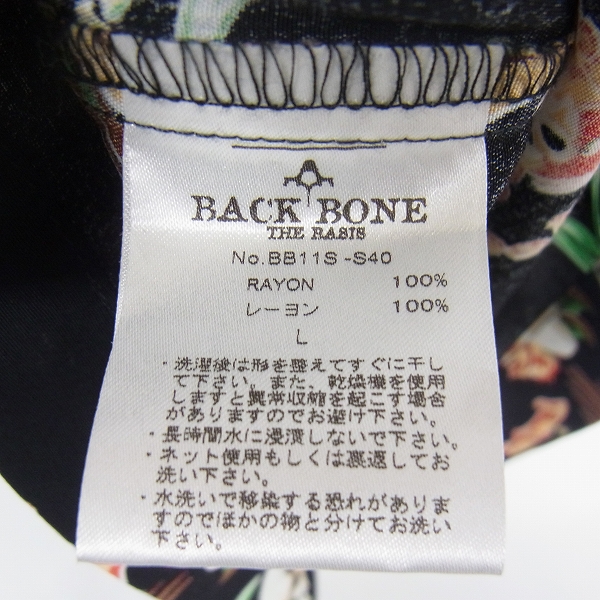 BACK BONE
THE BASIS
No.BB11S-S40
RAYON 100%
レーヨン 100%
L
・洗濯後は形を整えてすぐに干し
て下さい。また、乾燥機を使用
しますと異常収縮を起こす場合
がありますのでお避け下さい。
・長時間水に浸漬しないで下さい。
・ネット使用もしくは裏返してお
洗い下さい。
・水洗いで移染する恐れがありま
すのでほかの物と分けてお洗い
下さい。